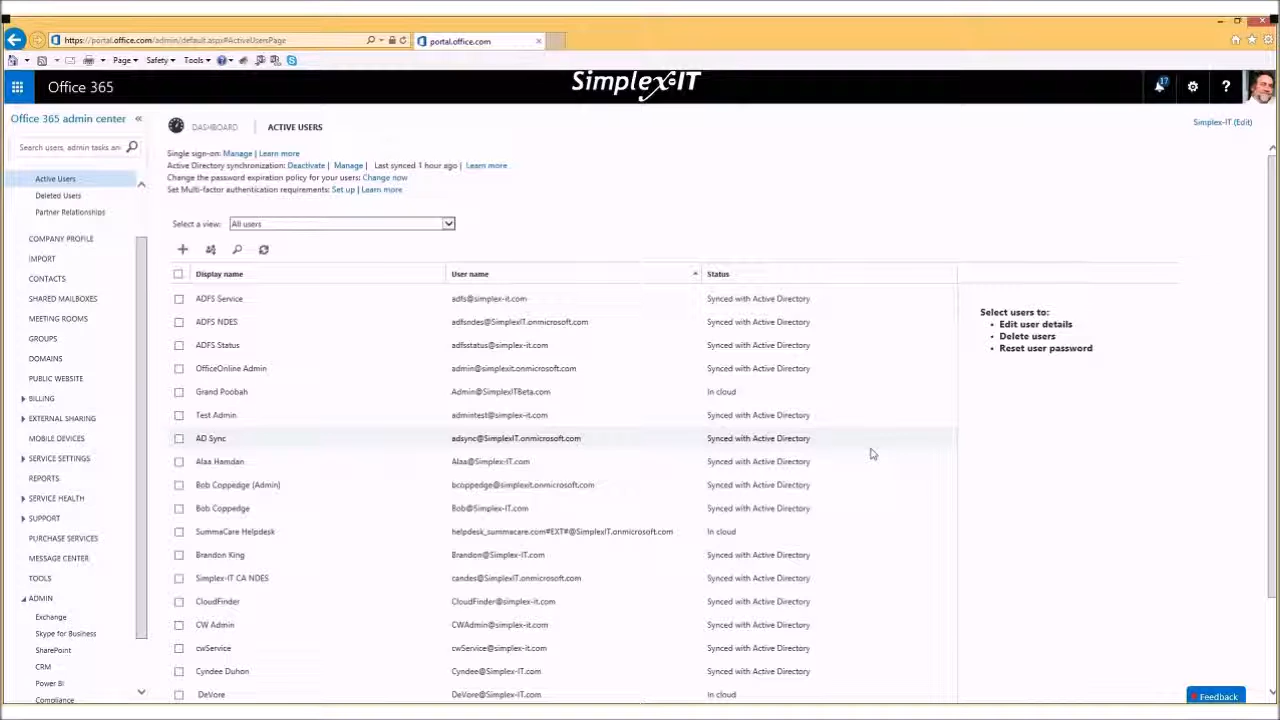 https://portal.office.com/admin/default.aspx#ActiveUsersPage
portal.office.com
Page Safety Tools
Office 365
Simplex-IT
17
?
Office 365 admin center
DASHBOARD ACTIVE USERS
Simplex-IT (Edit)
Search users, admin tasks an
Single sign-on: Manage | Learn more
Active Directory synchronization: Deactivate | Manage | Last synced 1 hour ago | Learn more
Change the password expiration policy for your users: Change now
Set Multi-factor authentication requirements: Set up | Learn more
Active Users
Deleted Users
Partner Relationships
COMPANY PROFILE
IMPORT
CONTACTS
SHARED MAILBOXES
MEETING ROOMS
GROUPS
DOMAINS
PUBLIC WEBSITE
BILLING
EXTERNAL SHARING
MOBILE DEVICES
SERVICE SETTINGS
REPORTS
SERVICE HEALTH
SUPPORT
PURCHASE SERVICES
MESSAGE CENTER
TOOLS
ADMIN
Exchange
Skype for Business
SharePoint
CRM
Power BI
Compliance
Select a view: All users
Display name User name Status
ADFS Service adfs@simplex-it.com Synced with Active Directory
ADFS NDES adfsndes@SimplexIT.onmicrosoft.com Synced with Active Directory
ADFS Status adfsstatus@simplex-it.com Synced with Active Directory
OfficeOnline Admin admin@simplexit.onmicrosoft.com Synced with Active Directory
Grand Poobah Admin@SimplexITBeta.com In cloud
Test Admin admintest@simplex-it.com Synced with Active Directory
AD Sync adsync@SimplexIT.onmicrosoft.com Synced with Active Directory
Alaa Hamdan Alaa@Simplex-IT.com Synced with Active Directory
Bob Coppedge (Admin) bcoppedge@simplexit.onmicrosoft.com Synced with Active Directory
Bob Coppedge Bob@Simplex-IT.com Synced with Active Directory
SummaCare Helpdesk helpdesk_summacare.com#EXT#@SimplexIT.onmicrosoft.com In cloud
Brandon King Brandon@Simplex-IT.com Synced with Active Directory
Simplex-IT CA NDES candes@SimplexIT.onmicrosoft.com Synced with Active Directory
CloudFinder CloudFinder@simplex-it.com Synced with Active Directory
CW Admin CWAdmin@simplex-it.com Synced with Active Directory
cwService cwService@simplex-it.com Synced with Active Directory
Cyndee Duhon Cyndee@Simplex-IT.com Synced with Active Directory
DeVore DeVore@Simplex-IT.com In cloud
Select users to:
• Edit user details
• Delete users
• Reset user password
Feedback